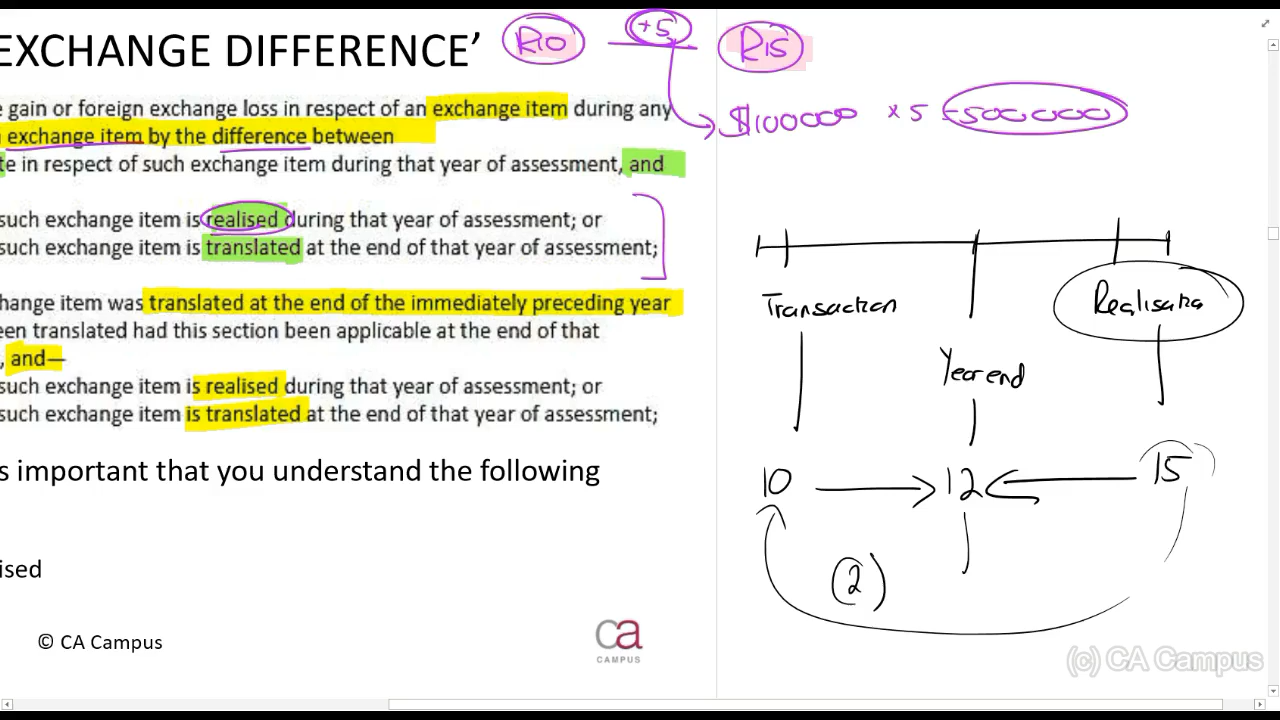 EXCHANGE DIFFERENCE’ R10 +5 R15
e gain or foreign exchange loss in respect of an exchange item during any
exchange item by the difference between
$100000 x 5 = 500000
te in respect of such exchange item during that year of assessment, and
such exchange item is realised during that year of assessment; or
such exchange item is translated at the end of that year of assessment;
hange item was translated at the end of the immediately preceding year
een translated had this section been applicable at the end of that
, and—
such exchange item is realised during that year of assessment; or
such exchange item is translated at the end of that year of assessment;
s important that you understand the following
ised
© CA Campus
ca
CAMPUS
Transaction
Year end
Realisation
10
12
15
2
(c) CA Campus